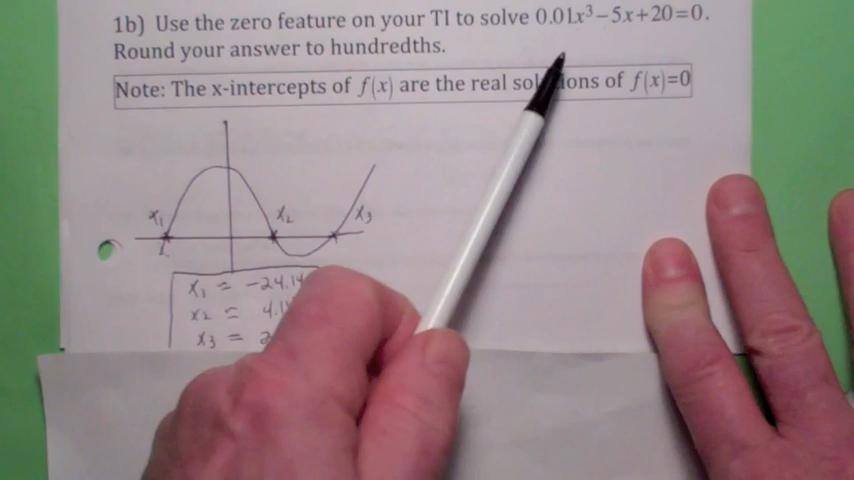 1b) Use the zero feature on your TI to solve 0.01x³−5x+20=0.
Round your answer to hundredths.
Note: The x-intercepts of f(x) are the real solutions of f(x)=0
x₁ x₂ x₃
x₁ = −24.14
x₂ = 4.1
x₃ = 2